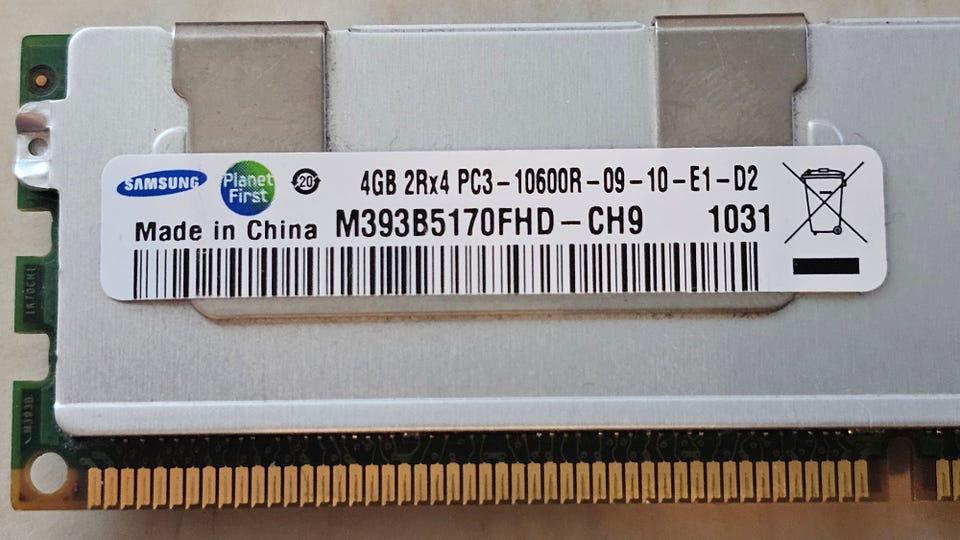 SAMSUNG Planet First 20 4GB 2Rx4 PC3-10600R-09-10-E1-D2
Made in China M393B5170FHD-CH9 1031